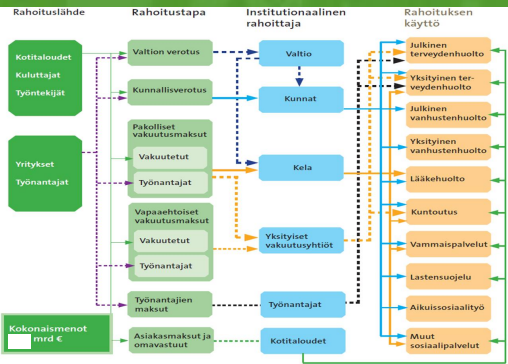 Rahoituslähde
Rahoitustapa
Institutionaalinen
rahoittaja
Rahoituksen
käyttö
Kotitaloudet
Kuluttajat
Työntekijät
Yritykset
Työnantajat
Kokonaismenot
mrd €
Valtion verotus
Kunnallisverotus
Pakolliset
vakuutusmaksut
Vakuutetut
Työnantajat
Vapaaehtoiset
vakuutusmaksut
Vakuutetut
Työnantajat
Työnantajien
maksut
Asiakasmaksut ja
omavastuut
Valtio
Kunnat
Kela
Yksityiset
vakuutusyhtiöt
Työnantajat
Kotitaloudet
Julkinen
terveydenhuolto
Yksityinen ter-
veydenhuolto
Julkinen
vanhustenhuolto
Yksityinen
vanhustenhuolto
Lääkehuolto
Kuntoutus
Vammaispalvelut
Lastensuojelu
Aikuissosiaalityö
Muut
sosiaalipalvelut